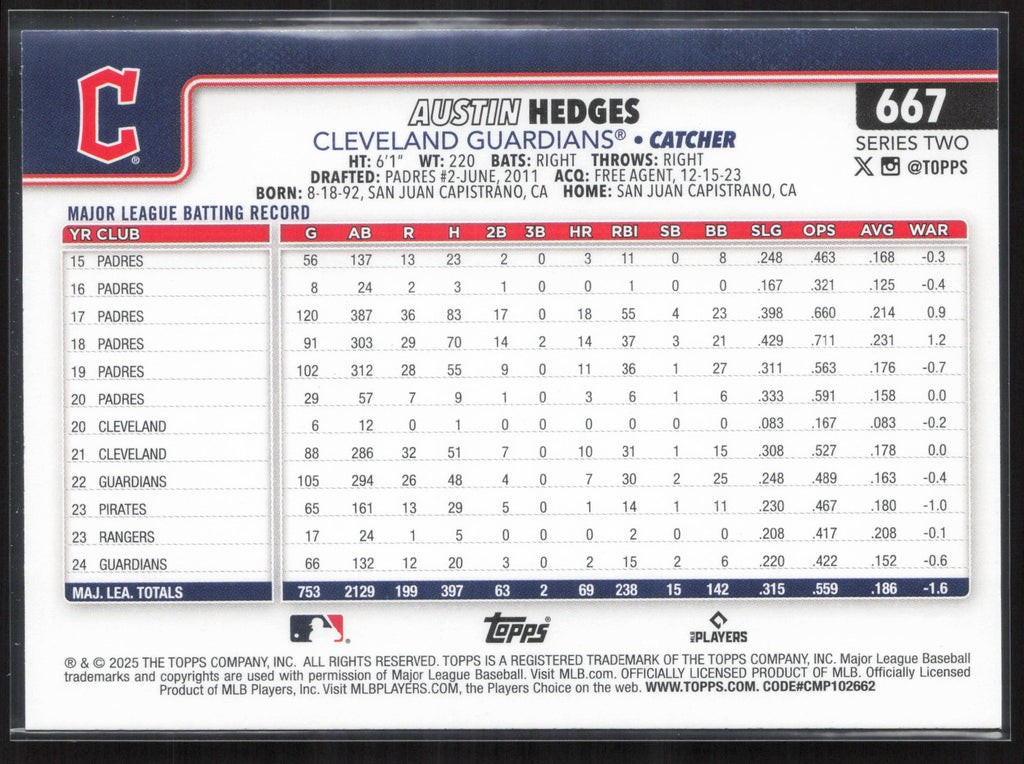 C
®
AUSTIN HEDGES
667
CLEVELAND GUARDIANS® • CATCHER
SERIES TWO
HT: 6'1" WT: 220 BATS: RIGHT THROWS: RIGHT
@TOPPS
DRAFTED: PADRES #2-JUNE, 2011 ACQ: FREE AGENT, 12-15-23
BORN: 8-18-92, SAN JUAN CAPISTRANO, CA HOME: SAN JUAN CAPISTRANO, CA
MAJOR LEAGUE BATTING RECORD
YR CLUB G AB R H 2B 3B HR RBI SB BB SLG OPS AVG WAR
15 PADRES 56 137 13 23 2 0 3 11 0 8 .248 .463 .168 -0.3
16 PADRES 8 24 2 3 1 0 0 1 0 0 .167 .321 .125 -0.4
17 PADRES 120 387 36 83 17 0 18 55 4 23 .398 .660 .214 0.9
18 PADRES 91 303 29 70 14 2 14 37 3 21 .429 .711 .231 1.2
19 PADRES 102 312 28 55 9 0 11 36 1 27 .311 .563 .176 -0.7
20 PADRES 29 57 7 9 1 0 3 6 1 6 .333 .591 .158 0.0
20 CLEVELAND 6 12 0 1 0 0 0 0 0 0 .083 .167 .083 -0.2
21 CLEVELAND 88 286 32 51 7 0 10 31 1 15 .308 .527 .178 0.0
22 GUARDIANS 105 294 26 48 4 0 7 30 2 25 .248 .489 .163 -0.4
23 PIRATES 65 161 13 29 5 0 1 14 1 11 .230 .467 .180 -1.0
23 RANGERS 17 24 1 5 0 0 0 2 0 0 .208 .417 .208 -0.1
24 GUARDIANS 66 132 12 20 3 0 2 15 2 6 .220 .422 .152 -0.6
MAJ. LEA. TOTALS 753 2129 199 397 63 2 69 238 15 142 .315 .559 .186 -1.6
Topps®
MLB PLAYERS
® & © 2025 THE TOPPS COMPANY, INC. ALL RIGHTS RESERVED. TOPPS IS A REGISTERED TRADEMARK OF THE TOPPS COMPANY, INC. Major League Baseball
trademarks and copyrights are used with permission of Major League Baseball. Visit MLB.com. OFFICIALLY LICENSED PRODUCT OF MLB. Officially Licensed
Product of MLB Players, Inc. Visit MLBPLAYERS.COM, the Players Choice on the web. WWW.TOPPS.COM. CODE#CMP102662